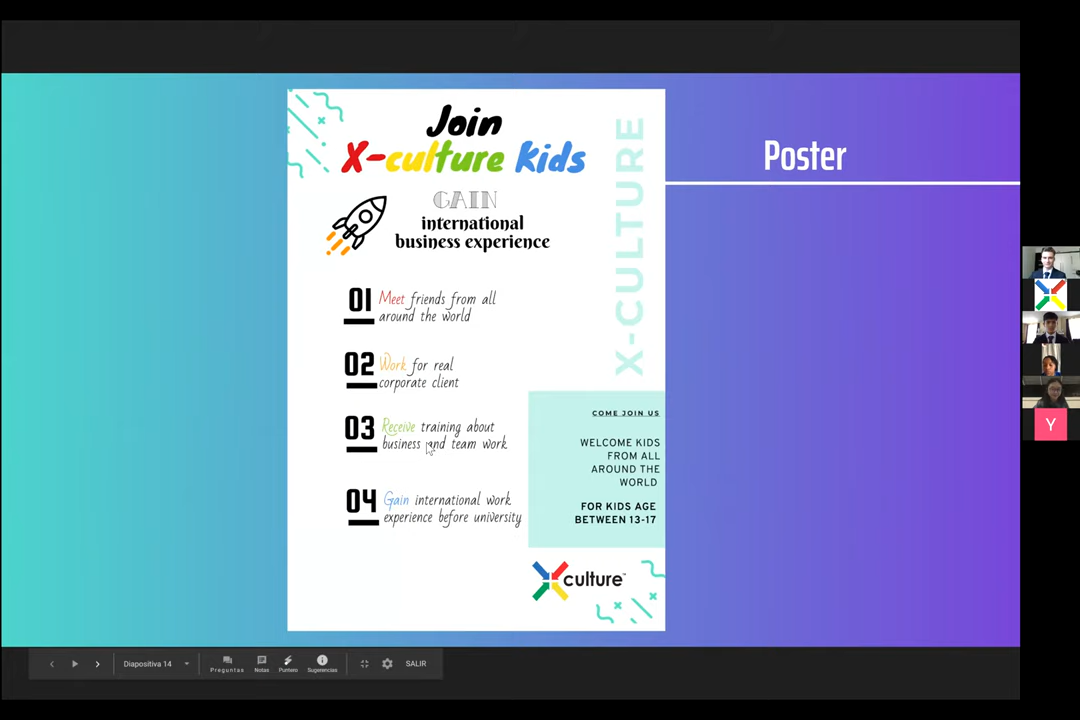 Join
X-culture Kids
GAIN
international
business experience
X-CULTURE
Poster
01 Meet friends from all
around the world
02 Work for real
corporate client
03 Receive training about
business and team work
04 Gain international work
experience before university
COME JOIN US
WELCOME KIDS
FROM ALL
AROUND THE
WORLD
FOR KIDS AGE
BETWEEN 13-17
culture™
Y
Diapositiva 14
Preguntas
Notas
Puntero
Sugerencias
SALIR